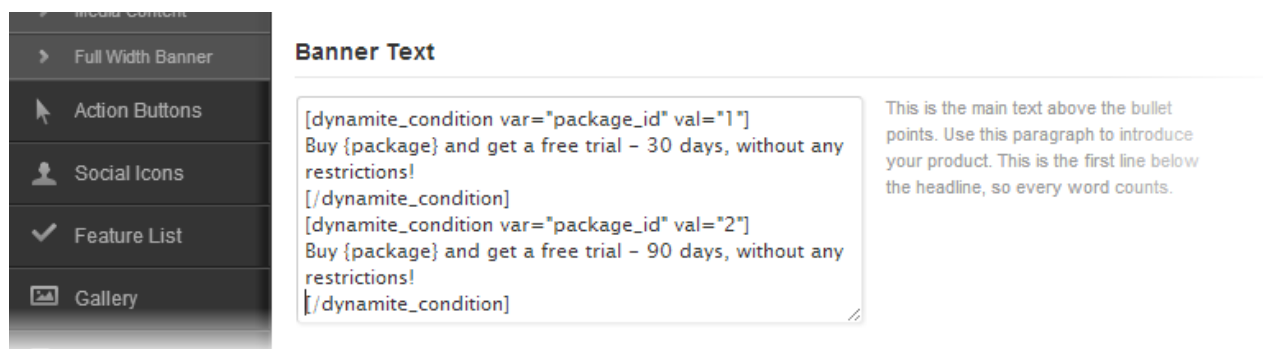 Media Content
Full Width Banner
Action Buttons
Social Icons
Feature List
Gallery
Banner Text
[dynamite_condition var="package_id" val="1"]
Buy {package} and get a free trial – 30 days, without any
restrictions!
[/dynamite_condition]
[dynamite_condition var="package_id" val="2"]
Buy {package} and get a free trial – 90 days, without any
restrictions!
[/dynamite_condition]
This is the main text above the bullet
points. Use this paragraph to introduce
your product. This is the first line below
the headline, so every word counts.